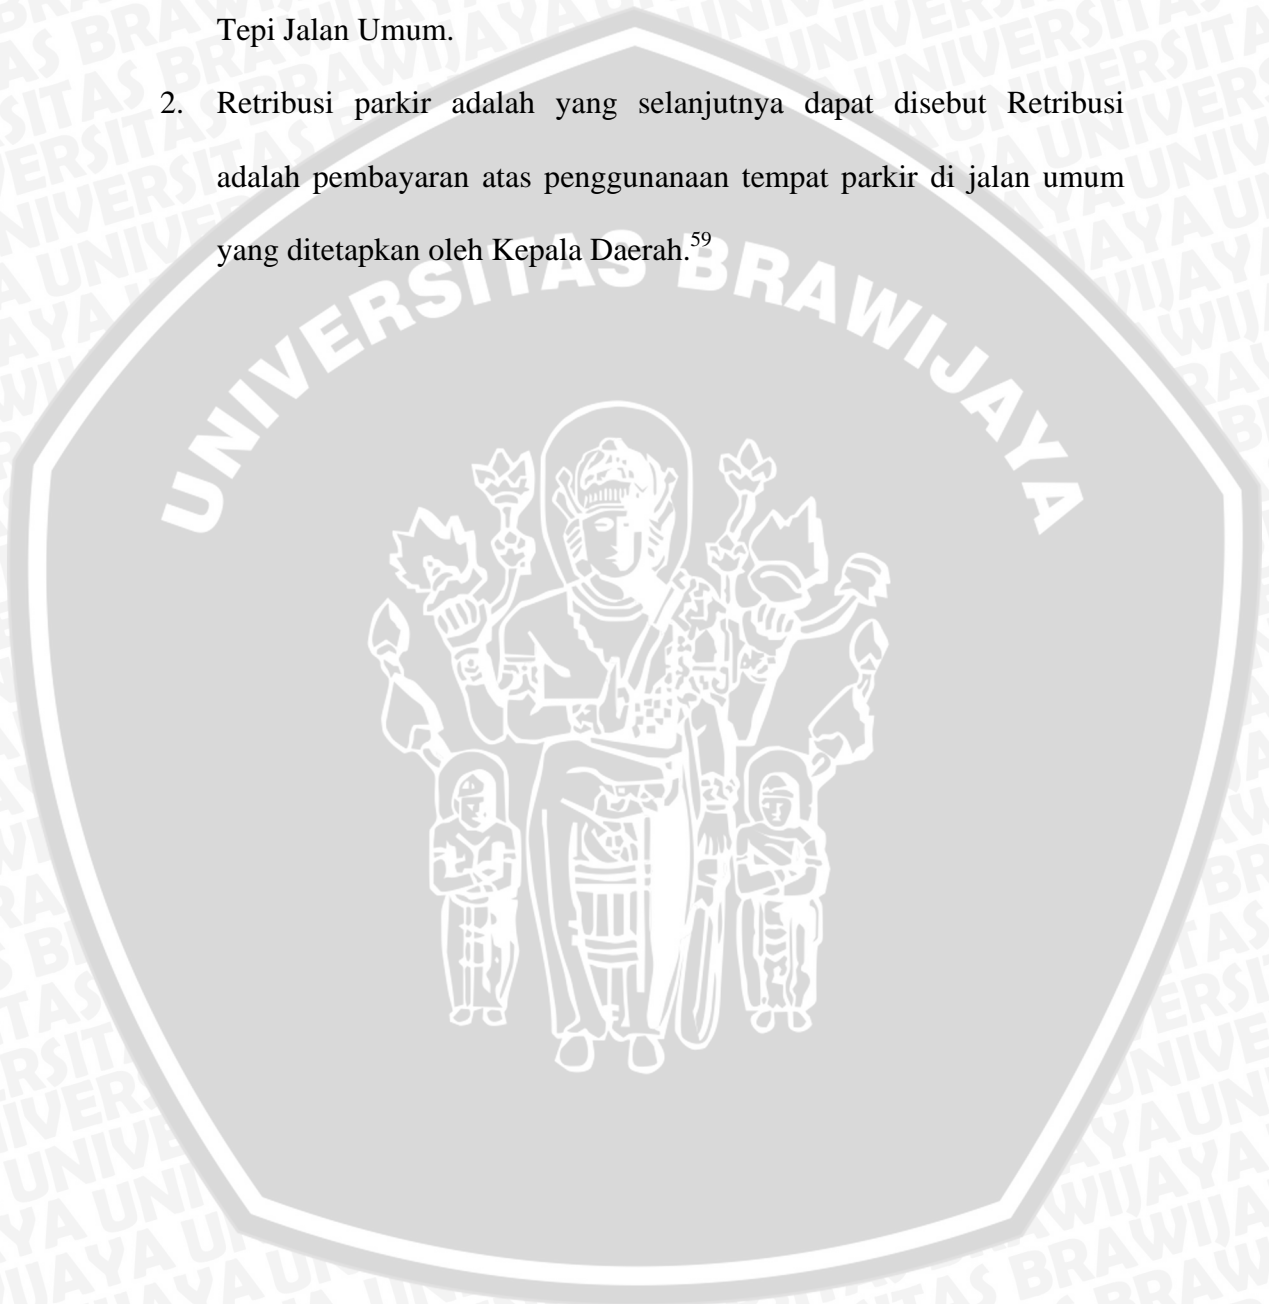 Tepi Jalan Umum.
2. Retribusi parkir adalah yang selanjutnya dapat disebut Retribusi
adalah pembayaran atas penggunanaan tempat parkir di jalan umum
yang ditetapkan oleh Kepala Daerah.59
UNIVERSITAS BRAWIJAYA